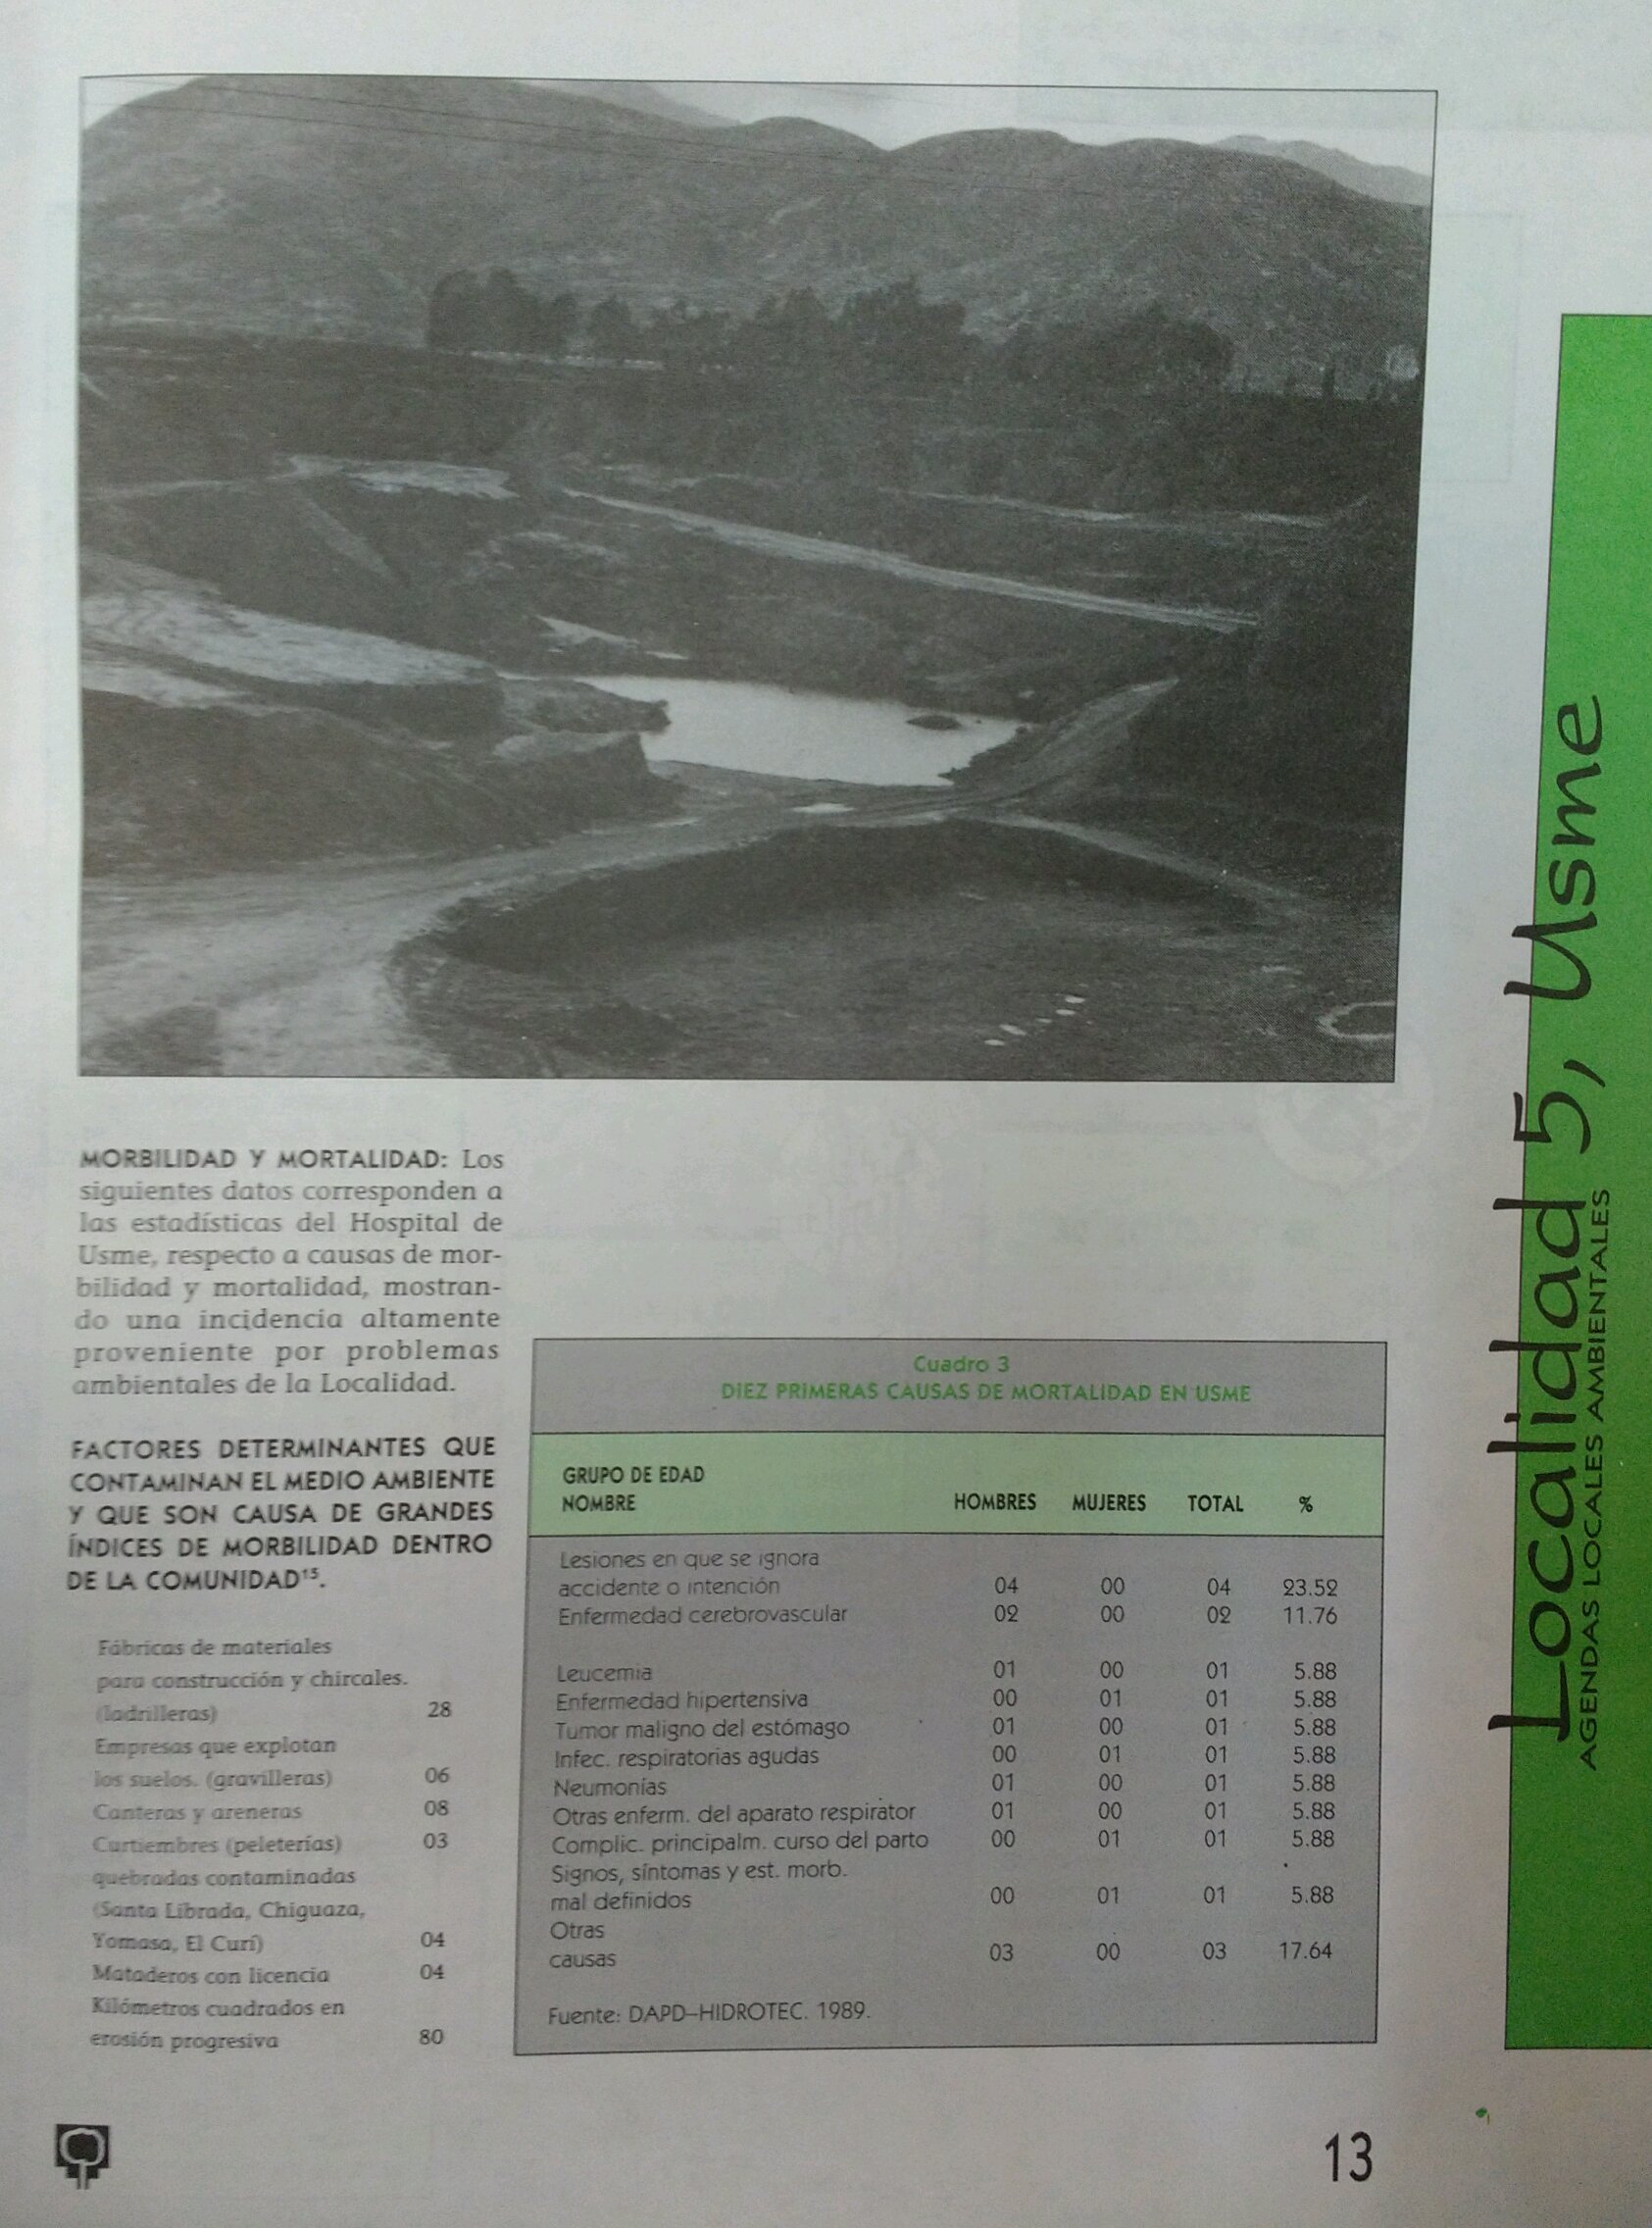 MORBILIDAD Y MORTALIDAD: Los
siguientes datos corresponden a
las estadísticas del Hospital de
Usme, respecto a causas de mor-
bilidad y mortalidad, mostran-
do una incidencia altamente
proveniente por problemas
ambientales de la Localidad.
FACTORES DETERMINANTES QUE
CONTAMINAN EL MEDIO AMBIENTE
Y QUE SON CAUSA DE GRANDES
ÍNDICES DE MORBILIDAD DENTRO
DE LA COMUNIDAD¹⁵.
Fábricas de materiales
para construcción y chircales.
(ladrilleras) 28
Empresas que explotan
los suelos. (gravilleras) 06
Canteras y areneras 08
Curtiembres (peleterías) 03
quebradas contaminadas
(Santa Librada, Chiguaza,
Yomasa, El Curí) 04
Mataderos con licencia 04
Kilómetros cuadrados en
erosión progresiva 80
Cuadro 3
DIEZ PRIMERAS CAUSAS DE MORTALIDAD EN USME
GRUPO DE EDAD
NOMBRE HOMBRES MUJERES TOTAL %
Lesiones en que se ignora
accidente o intención 04 00 04 23.52
Enfermedad cerebrovascular 02 00 02 11.76
Leucemia 01 00 01 5.88
Enfermedad hipertensiva 00 01 01 5.88
Tumor maligno del estómago 01 00 01 5.88
Infec. respiratorias agudas 00 01 01 5.88
Neumonías 01 00 01 5.88
Otras enferm. del aparato respirator 01 00 01 5.88
Complic. principalm. curso del parto 00 01 01 5.88
Signos, síntomas y est. morb.
mal definidos 00 01 01 5.88
Otras
causas 03 00 03 17.64
Fuente: DAPD–HIDROTEC. 1989.
Localidad 5, Usme
AGENDAS LOCALES AMBIENTALES
13